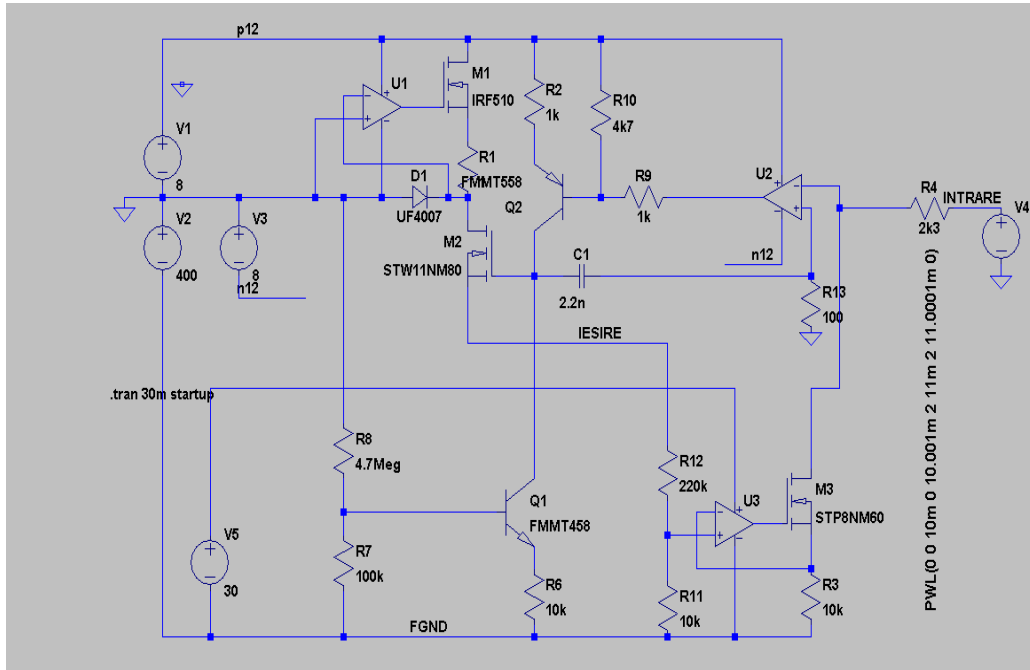 p12
U1
M1
IRF510
R2
1k
R10
4k7
V1
8
R1
FMMT558
D1
UF4007
Q2
R9
1k
U2
R4
2k3
INTRARE
V4
V2
400
V3
8
n12
M2
STW11NM80
C1
2.2n
n12
R13
100
IESIRE
.tran 30m startup
R8
4.7Meg
R12
220k
Q1
FMMT458
U3
M3
STP8NM60
V5
30
R7
100k
R6
10k
R11
10k
R3
10k
FGND
PWL(0 0 10m 0 10.001m 2 11m 2 11.0001m 0)